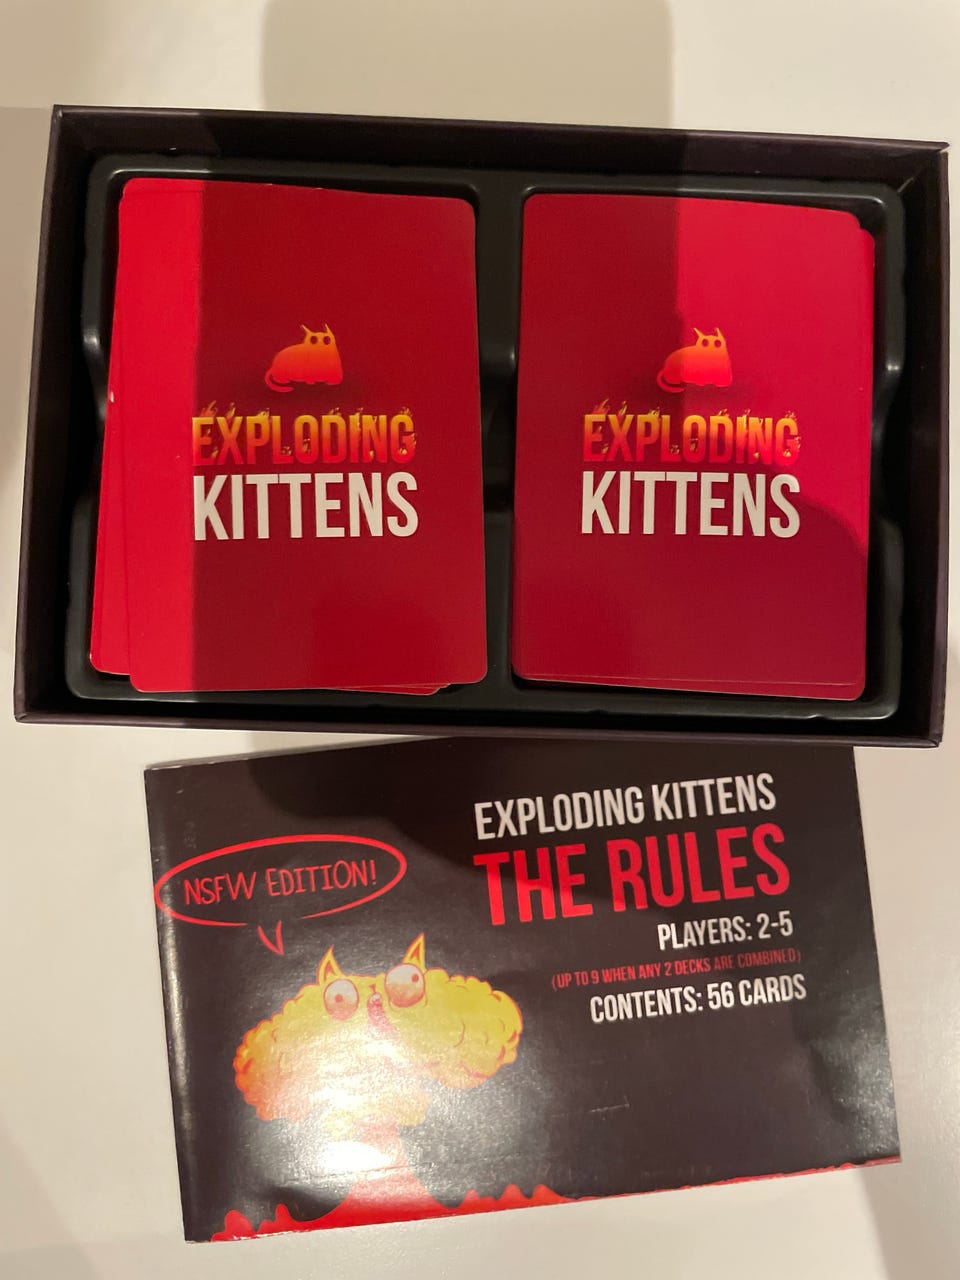 EXPLODING
KITTENS
EXPLODING
KITTENS
NSFW EDITION!
EXPLODING KITTENS
THE RULES
PLAYERS: 2-5
(UP TO 9 WHEN ANY 2 DECKS ARE COMBINED)
CONTENTS: 56 CARDS